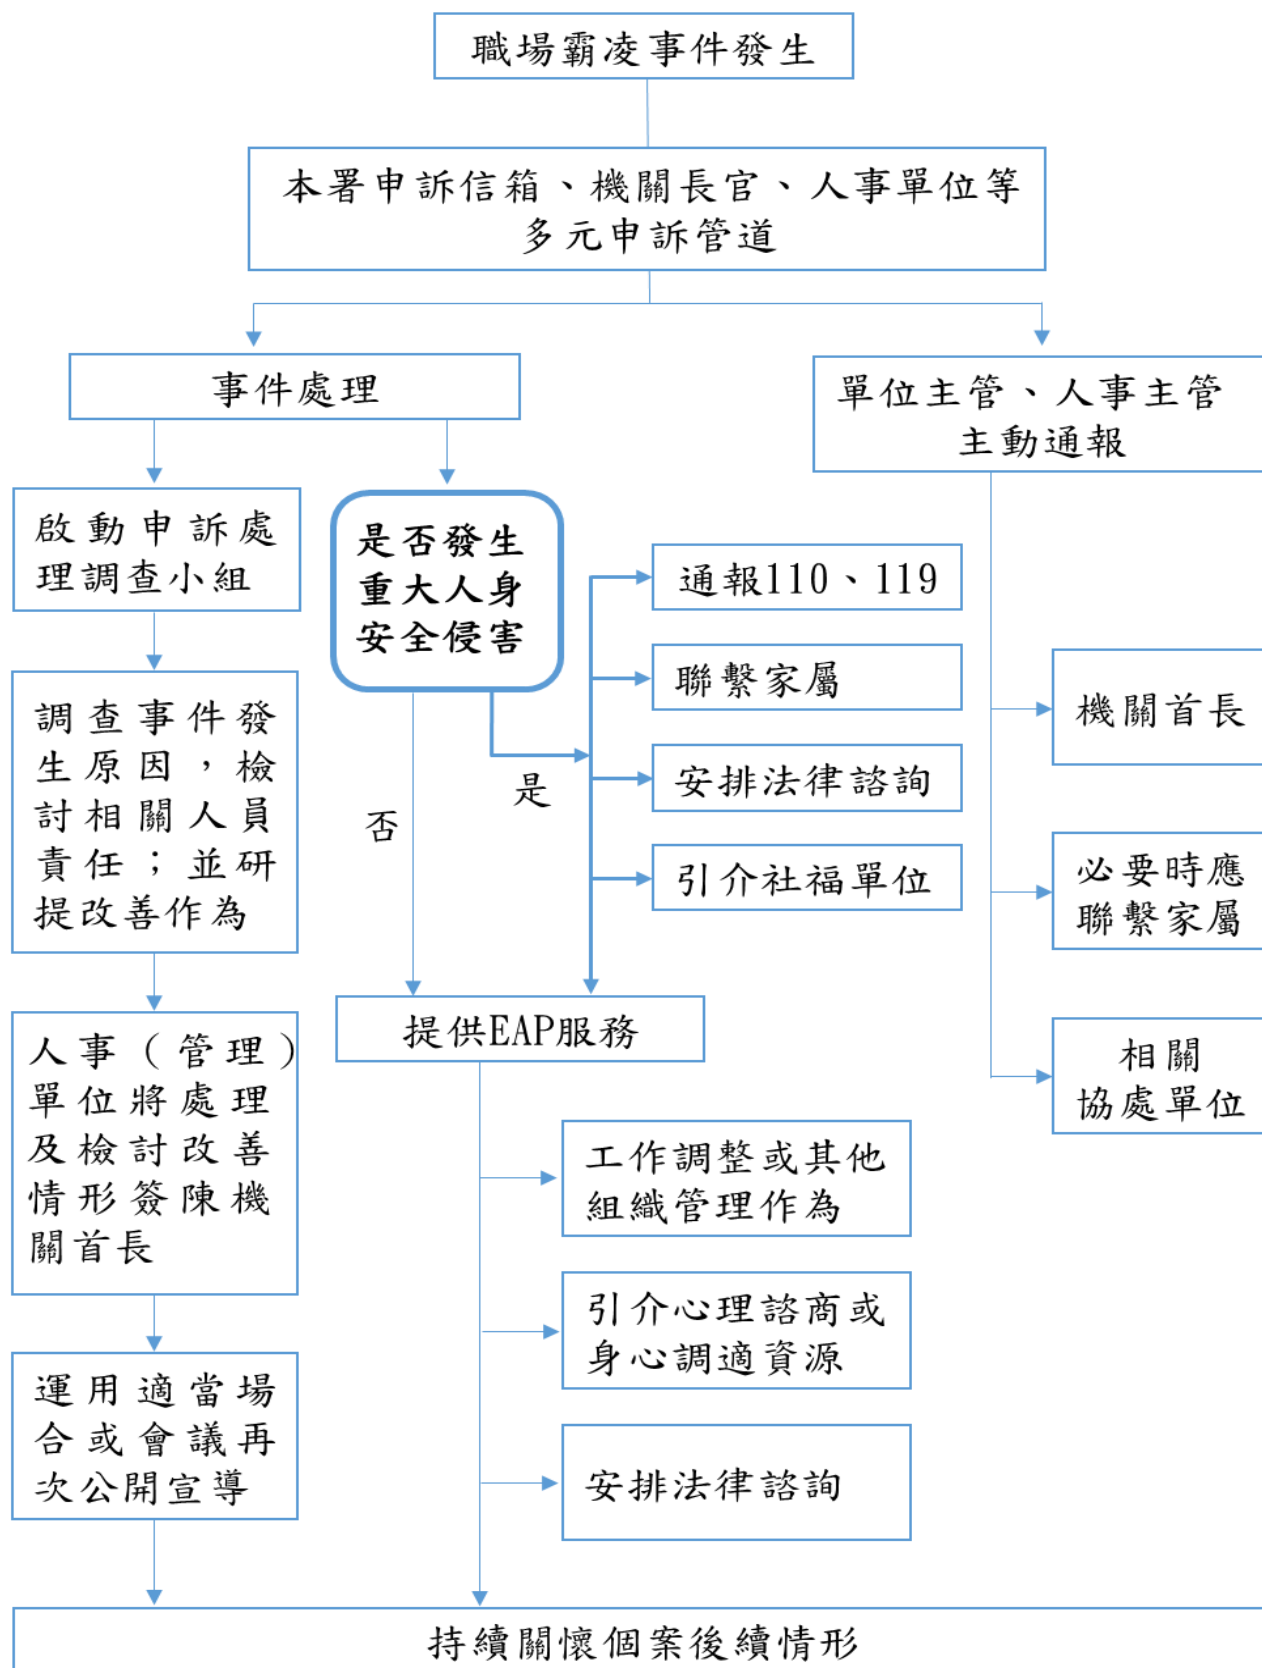 職場霸凌事件發生
本署申訴信箱、機關長官、人事單位等
多元申訴管道
事件處理
單位主管、人事主管
主動通報
啟動申訴處
理調查小組
是否發生
重大人身
安全侵害
通報110、119
聯繫家屬
安排法律諮詢
引介社福單位
機關首長
必要時應
聯繫家屬
相關
協處單位
調查事件發
生原因，檢
討相關人員
責任；並研
提改善作為
是
否
提供EAP服務
人事（管理）
單位將處理
及檢討改善
情形簽陳機
關首長
工作調整或其他
組織管理作為
引介心理諮商或
身心調適資源
安排法律諮詢
運用適當場
合或會議再
次公開宣導
持續關懷個案後續情形